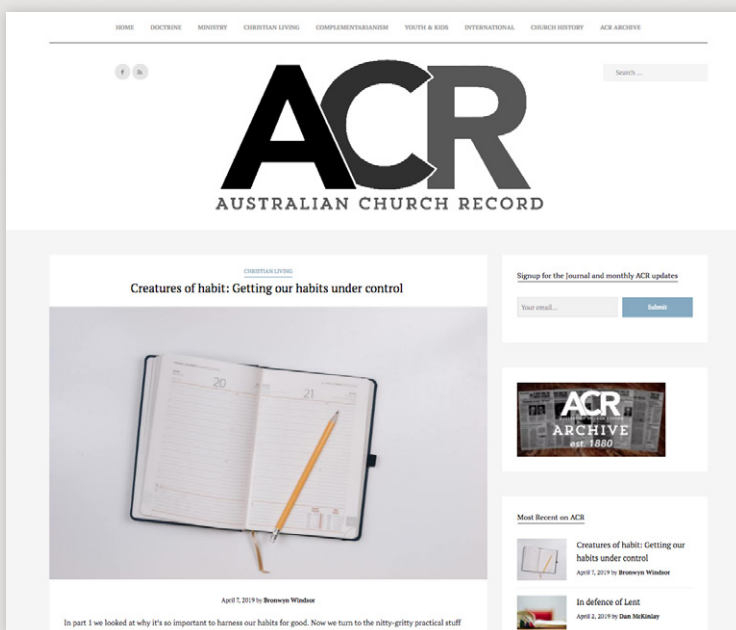 HOME DOCTRINE MINISTRY CHRISTIAN LIVING COMPLEMENTARIANISM YOUTH & KIDS INTERNATIONAL CHURCH HISTORY ACR ARCHIVE
Search ...
ACR
AUSTRALIAN CHURCH RECORD
CHRISTIAN LIVING
Creatures of habit: Getting our habits under control
20
21
April 7, 2019 by Bronwyn Windsor
In part 1 we looked at why it's so important to harness our habits for good. Now we turn to the nitty-gritty practical stuff
Signup for the Journal and monthly ACR updates
Your email... Submit
ACR
ARCHIVE
est. 1880
Most Recent on ACR
Creatures of habit: Getting our
habits under control
April 7, 2019 by Bronwyn Windsor
In defence of Lent
April 2, 2019 by Dan McKinlay